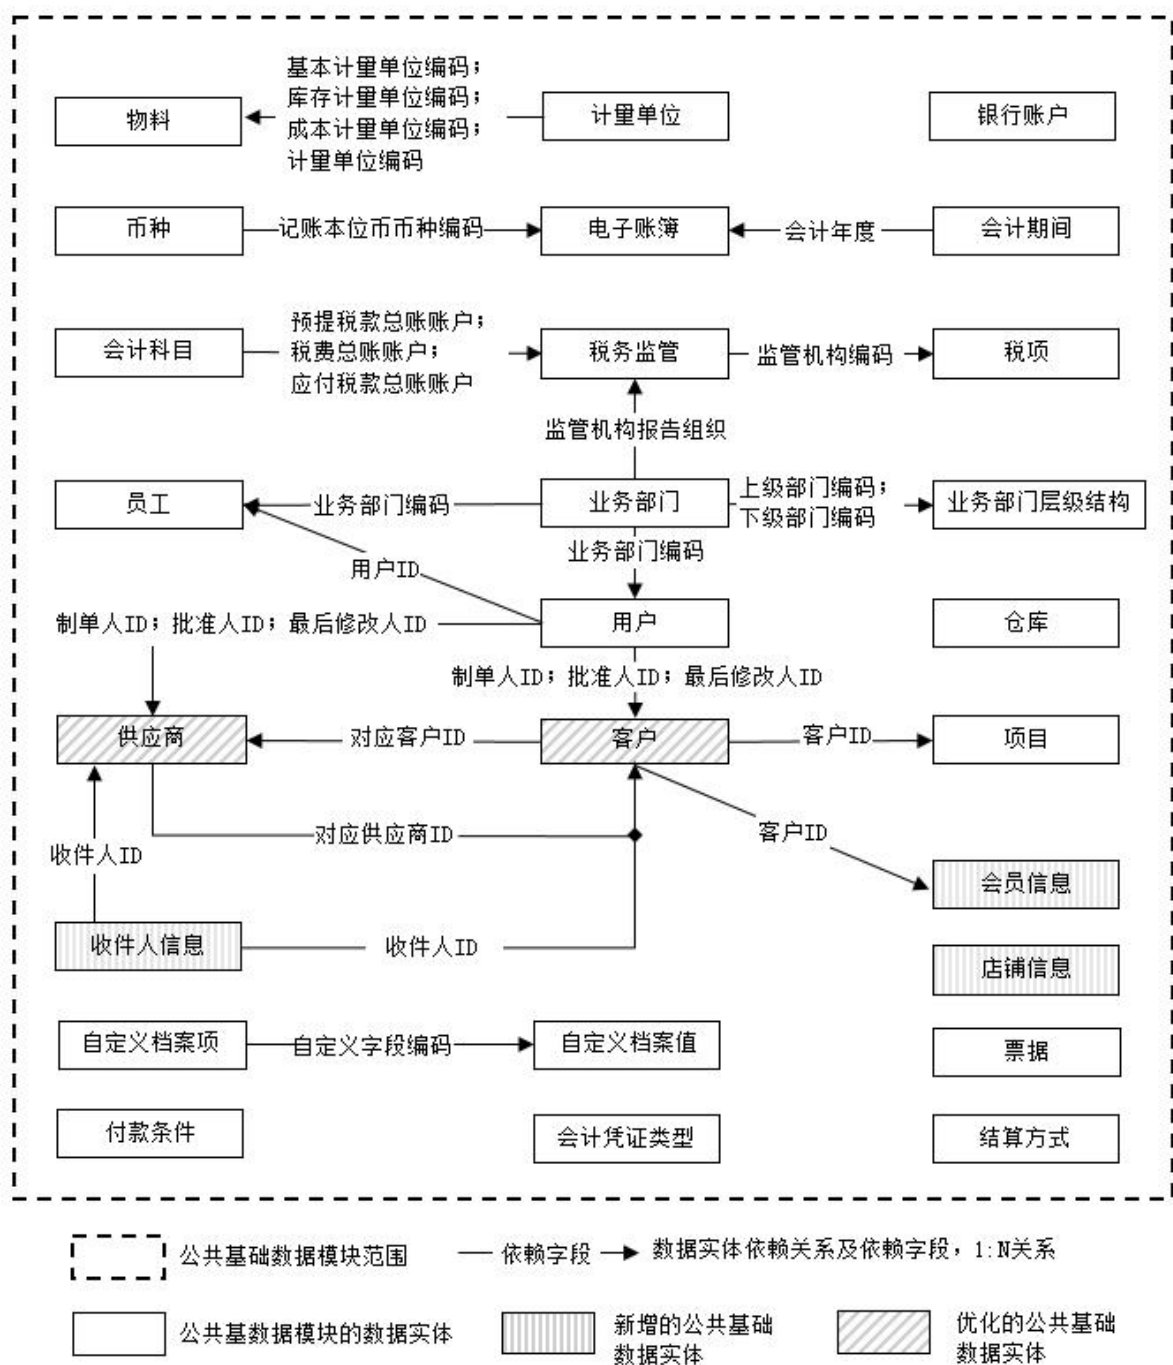 基本计量单位编码；
库存计量单位编码；
成本计量单位编码；
计量单位编码
物料
计量单位
银行账户
币种
记账本位币币种编码
电子账簿
会计年度
会计期间
会计科目
预提税款总账账户；
税费总账账户；
应付税款总账账户
税务监管
监管机构编码
税项
监管机构报告组织
员工
业务部门编码
业务部门
上级部门编码；
下级部门编码
业务部门层级结构
业务部门编码
用户ID
制单人ID；批准人ID；最后修改人ID
用户
仓库
制单人ID；批准人ID；最后修改人ID
供应商
对应客户ID
客户
客户ID
项目
对应供应商ID
客户ID
收件人ID
会员信息
收件人信息
收件人ID
店铺信息
自定义档案项
自定义字段编码
自定义档案值
票据
付款条件
会计凭证类型
结算方式
公共基础数据模块范围
依赖字段
数据实体依赖关系及依赖字段，1:N关系
公共基数据模块的数据实体
新增的公共基础
数据实体
优化的公共基础
数据实体